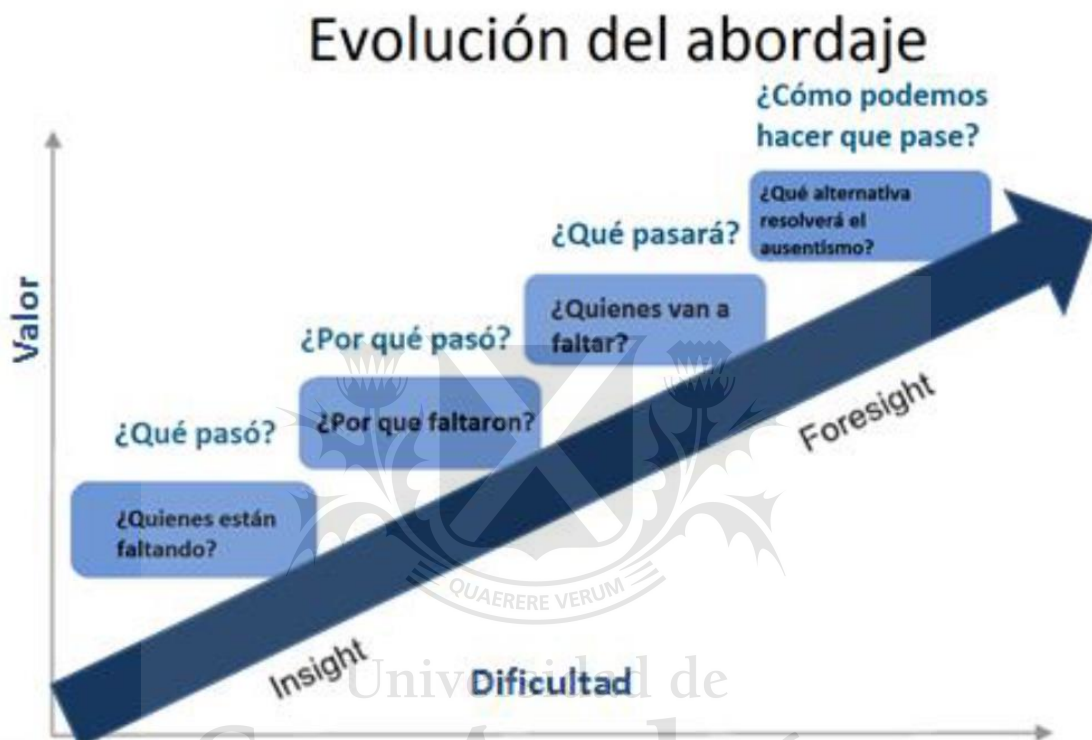 Evolución del abordaje
¿Cómo podemos
hacer que pase?
¿Qué alternativa
resolverá el
ausentismo?
¿Qué pasará?
¿Quienes van a
faltar?
¿Por qué pasó?
¿Por que faltaron?
¿Qué pasó?
¿Quienes están
faltando?
Valor
Foresight
Insight
Dificultad
QUAERERE VERUM
Universidad de